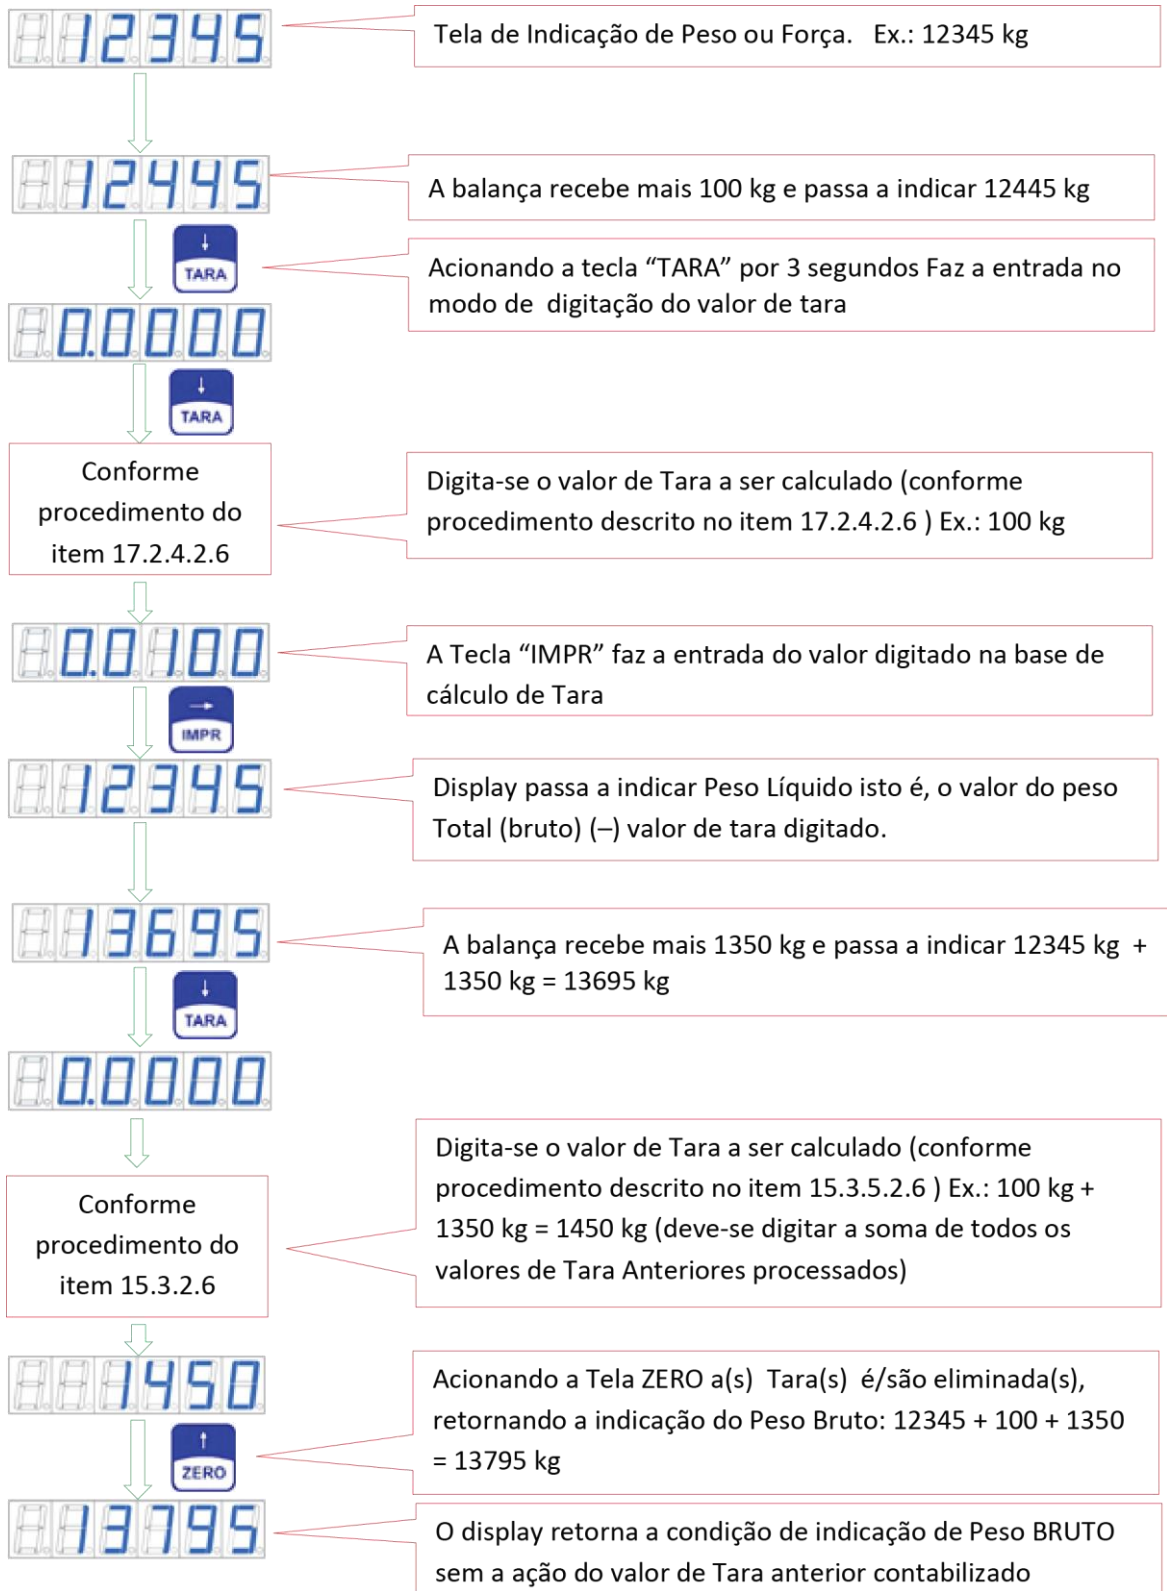 12345
Tela de Indicação de Peso ou Força. Ex.: 12345 kg
12445
A balança recebe mais 100 kg e passa a indicar 12445 kg
TARA
Acionando a tecla “TARA” por 3 segundos Faz a entrada no
modo de digitação do valor de tara
0.0000
TARA
Conforme
procedimento do
item 17.2.4.2.6
Digita-se o valor de Tara a ser calculado (conforme
procedimento descrito no item 17.2.4.2.6 ) Ex.: 100 kg
0.0100
A Tecla “IMPR” faz a entrada do valor digitado na base de
cálculo de Tara
IMPR
12345
Display passa a indicar Peso Líquido isto é, o valor do peso
Total (bruto) (–) valor de tara digitado.
13695
A balança recebe mais 1350 kg e passa a indicar 12345 kg +
1350 kg = 13695 kg
TARA
0.0000
Conforme
procedimento do
item 15.3.2.6
Digita-se o valor de Tara a ser calculado (conforme
procedimento descrito no item 15.3.5.2.6 ) Ex.: 100 kg +
1350 kg = 1450 kg (deve-se digitar a soma de todos os
valores de Tara Anteriores processados)
1450
Acionando a Tela ZERO a(s) Tara(s) é/são eliminada(s),
retornando a indicação do Peso Bruto: 12345 + 100 + 1350
= 13795 kg
ZERO
13795
O display retorna a condição de indicação de Peso BRUTO
sem a ação do valor de Tara anterior contabilizado